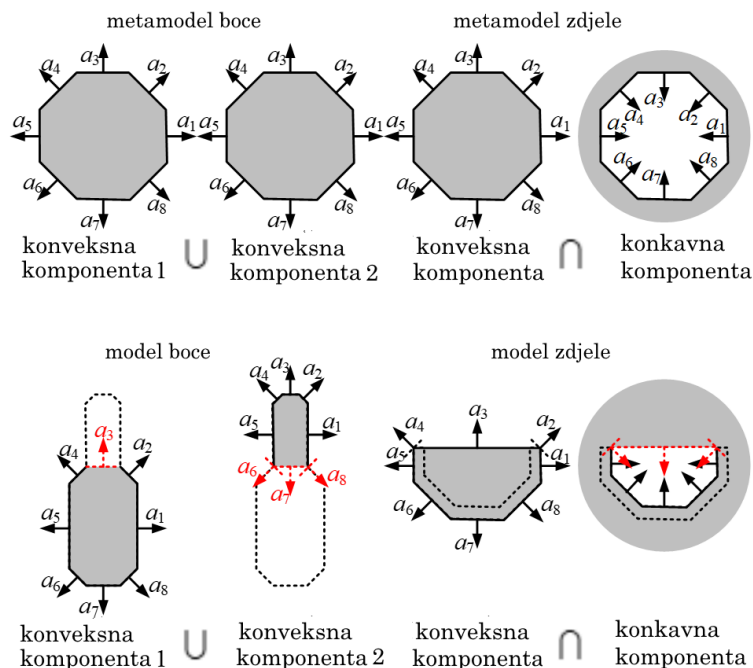 metamodel boce
metamodel zdjele
a3
a4
a2
a5
a1
a6
a8
a7
a3
a4
a2
a5
a1
a6
a8
a7
a3
a4
a2
a5
a1
a6
a8
a7
a3
a4
a2
a5
a1
a6
a8
a7
konveksna
komponenta 1
∪
konveksna
komponenta 2
konveksna
komponenta
∩
konkavna
komponenta
model boce
model zdjele
a3
a4
a2
a5
a1
a6
a8
a7
a3
a4
a2
a5
a1
a6
a8
a7
a3
a4
a2
a5
a1
a6
a8
a7
konveksna
komponenta 1
∪
konveksna
komponenta 2
konveksna
komponenta
∩
konkavna
komponenta